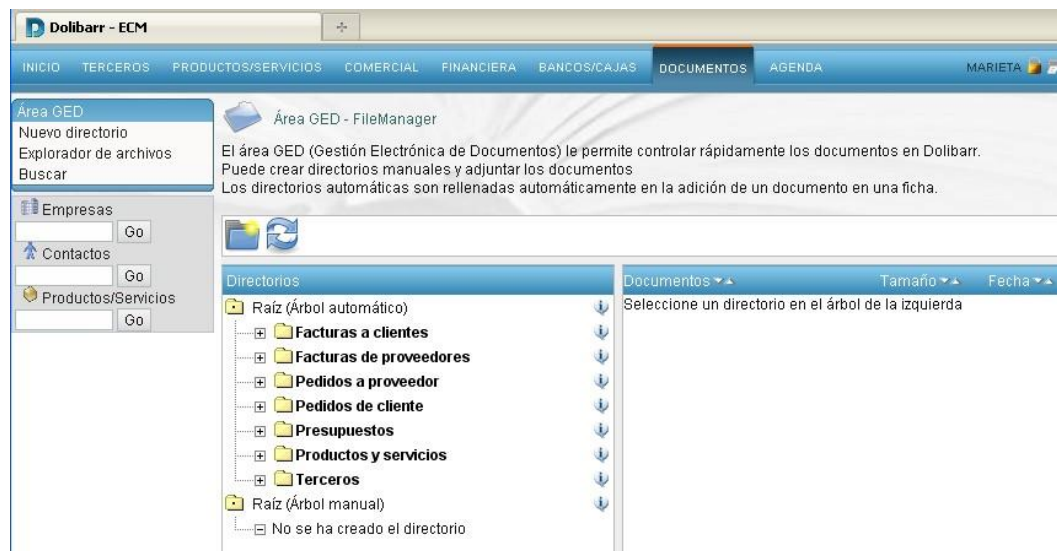 Dolibarr - ECM
INICIO TERCEROS PRODUCTOS/SERVICIOS COMERCIAL FINANCIERA BANCOS/CAJAS DOCUMENTOS AGENDA MARIETA
Área GED
Nuevo directorio
Explorador de archivos
Buscar
Empresas
Go
Contactos
Go
Productos/Servicios
Go
Área GED - FileManager
El área GED (Gestión Electrónica de Documentos) le permite controlar rápidamente los documentos en Dolibarr.
Puede crear directorios manuales y adjuntar los documentos
Los directorios automáticas son rellenadas automáticamente en la adición de un documento en una ficha.
Directorios
Raíz (Árbol automático)
Facturas a clientes
Facturas de proveedores
Pedidos a proveedor
Pedidos de cliente
Presupuestos
Productos y servicios
Terceros
Raíz (Árbol manual)
No se ha creado el directorio
Documentos Tamaño Fecha
Seleccione un directorio en el árbol de la izquierda